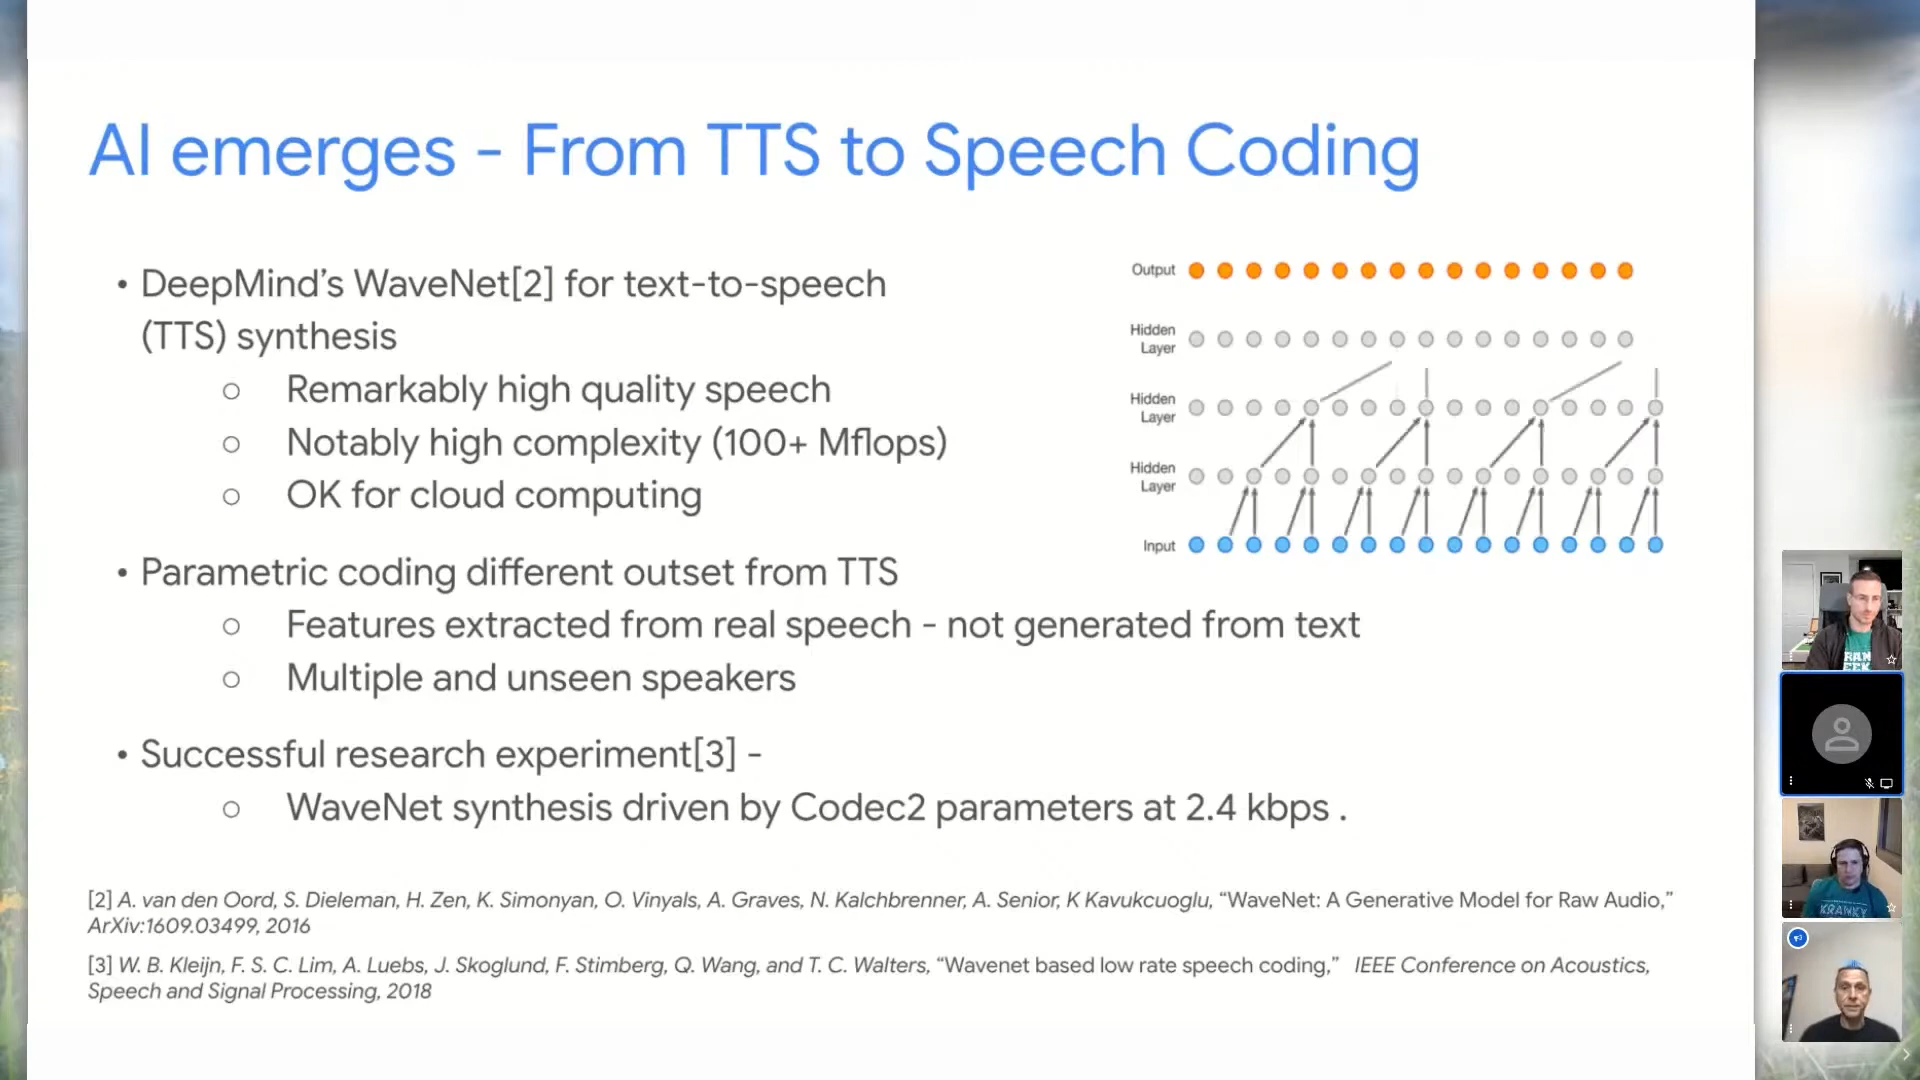 AI emerges - From TTS to Speech Coding
• DeepMind’s WaveNet[2] for text-to-speech
(TTS) synthesis
○ Remarkably high quality speech
○ Notably high complexity (100+ Mflops)
○ OK for cloud computing
• Parametric coding different outset from TTS
○ Features extracted from real speech - not generated from text
○ Multiple and unseen speakers
• Successful research experiment[3] -
○ WaveNet synthesis driven by Codec2 parameters at 2.4 kbps .
Output
Hidden
Layer
Hidden
Layer
Hidden
Layer
Input
[2] A. van den Oord, S. Dieleman, H. Zen, K. Simonyan, O. Vinyals, A. Graves, N. Kalchbrenner, A. Senior, K Kavukcuoglu, “WaveNet: A Generative Model for Raw Audio,”
ArXiv:1609.03499, 2016
[3] W. B. Kleijn, F. S. C. Lim, A. Luebs, J. Skoglund, F. Stimberg, Q. Wang, and T. C. Walters, “Wavenet based low rate speech coding,” IEEE Conference on Acoustics,
Speech and Signal Processing, 2018
KRANKY